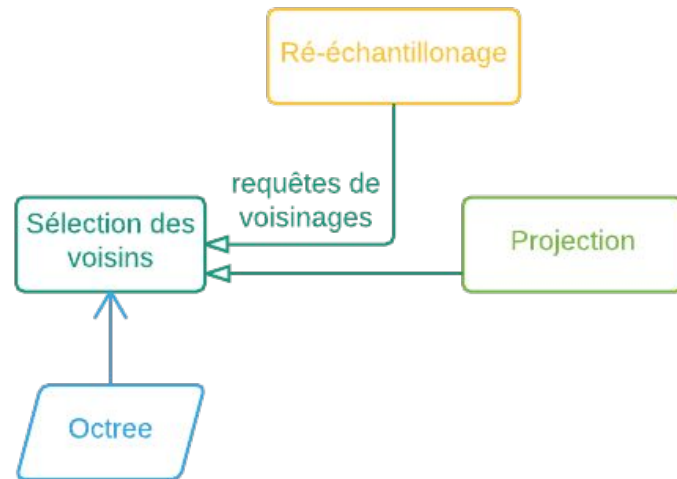 Ré-échantillonage
requêtes de
voisinages
Sélection des
voisins
Projection
Octree